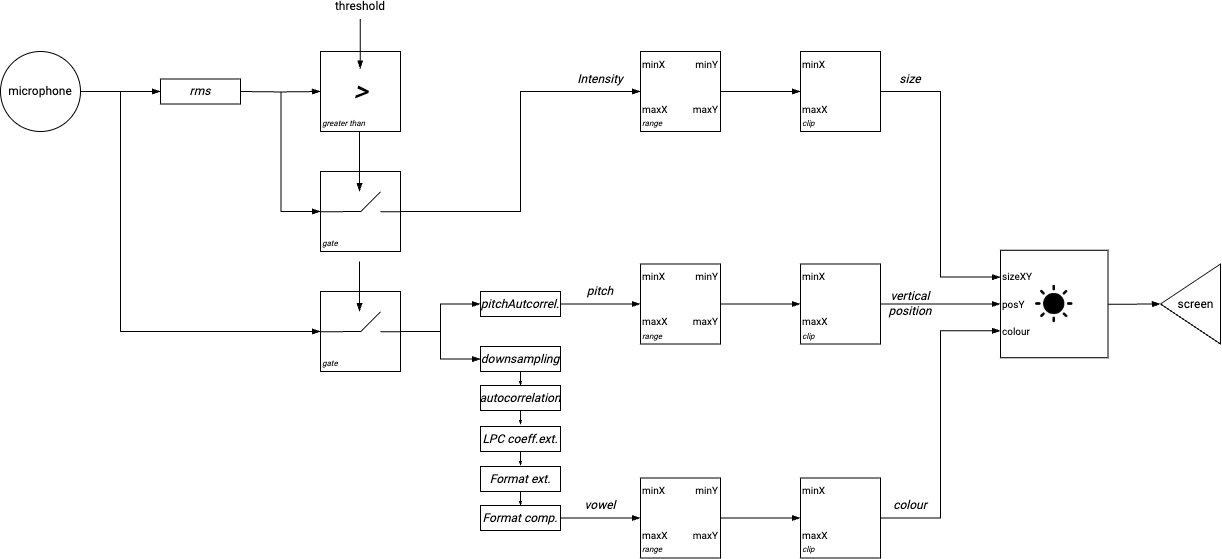 threshold
microphone
rms
>
greater than
gate
Intensity
minX
minY
maxX
maxY
range
minX
maxX
clip
size
gate
pitchAutcorrel.
pitch
minX
minY
maxX
maxY
range
minX
maxX
clip
vertical
position
sizeXY
posY
colour
screen
downsampling
autocorrelation
LPC coeff.ext.
Format ext.
Format comp.
vowel
minX
minY
maxX
maxY
range
minX
maxX
clip
colour